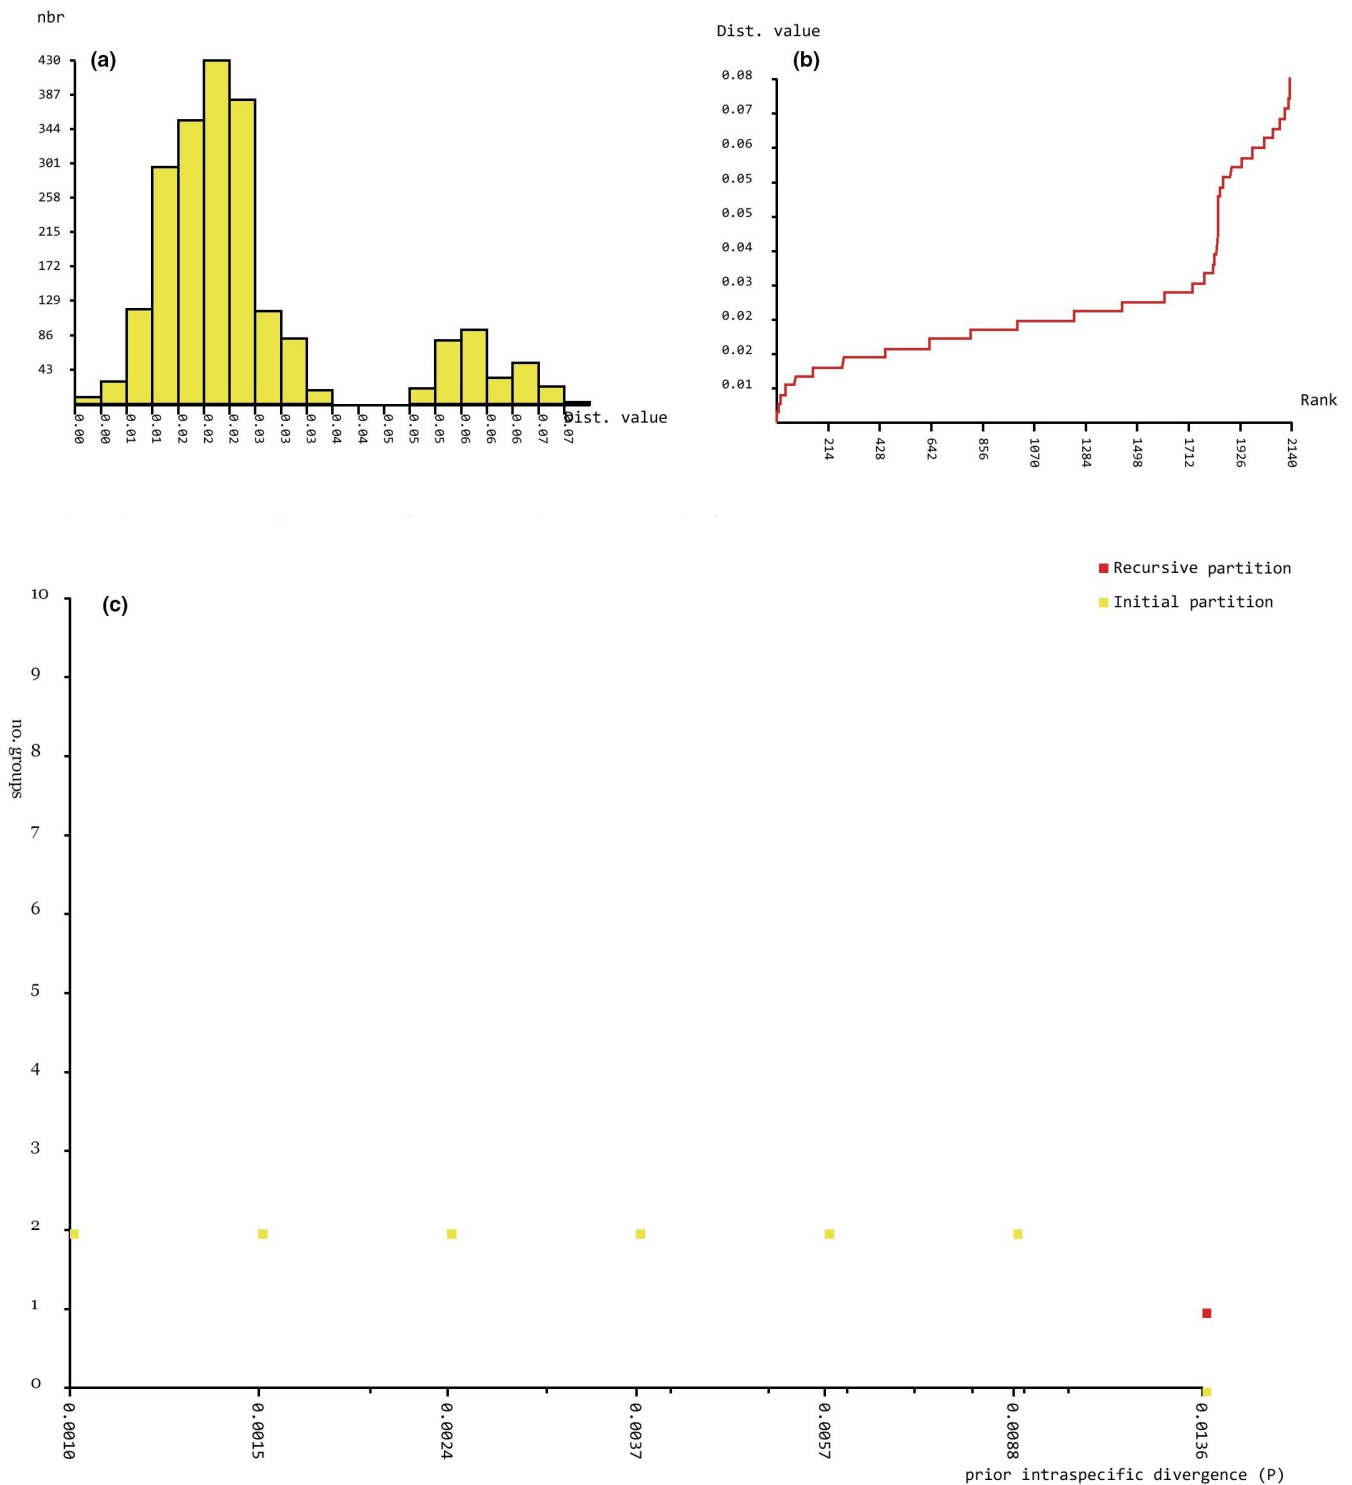 nbr
(a)
430
387
344
301
258
215
172
129
86
43
0.00 0.00 0.01 0.01 0.02 0.02 0.02 0.03 0.03 0.03 0.04 0.04 0.05 0.05 0.05 0.06 0.06 0.06 0.07 0.07
Dist. value
Dist. value
(b)
0.08
0.07
0.06
0.05
0.05
0.04
0.03
0.02
0.02
0.01
Rank
214 428 642 856 1070 1284 1498 1712 1926 2140
Recursive partition
Initial partition
(c)
10
9
8
7
6
5
4
3
2
1
0
no. groups
0.0010 0.0015 0.0024 0.0037 0.0057 0.0088 0.0136
prior intraspecific divergence (P)